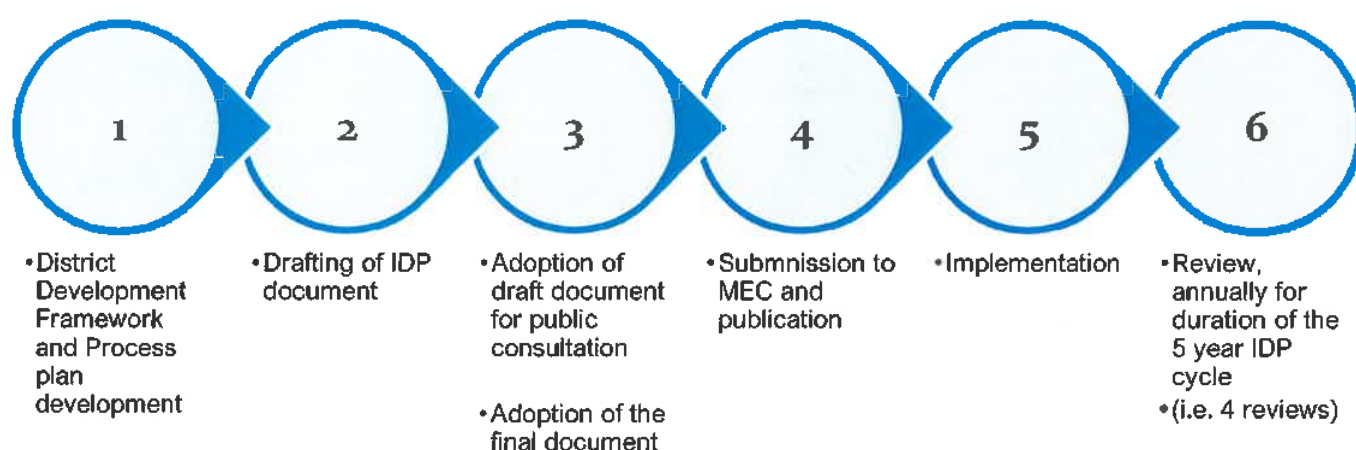 1
2
3
4
5
6
•District
Development
Framework
and Process
plan
development
•Drafting of IDP
document
•Adoption of
draft document
for public
consultation
•Adoption of the
final document
•Submnission to
MEC and
publication
•Implementation
•Review,
annually for
duration of the
5 year IDP
cycle
•(i.e. 4 reviews)